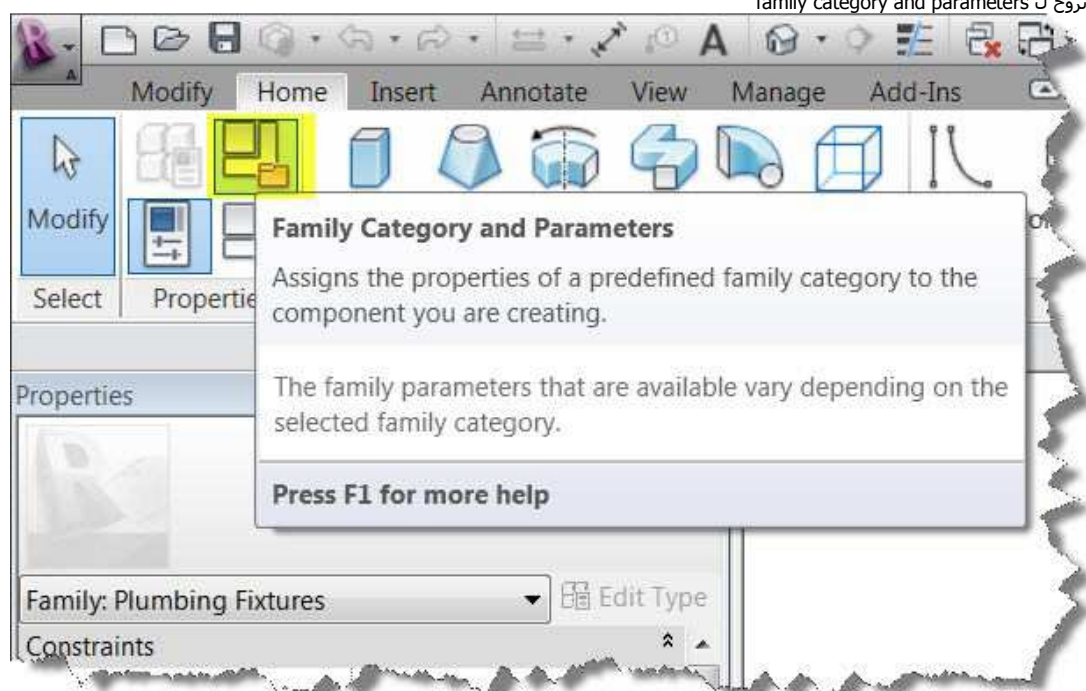 نروح ل family category and parameters
Modify Home Insert Annotate View Manage Add-Ins
Modify
Select
Propertie
Family Category and Parameters
Assigns the properties of a predefined family category to the
component you are creating.
The family parameters that are available vary depending on the
selected family category.
Press F1 for more help
Properties
Family: Plumbing Fixtures
Edit Type
Constraints